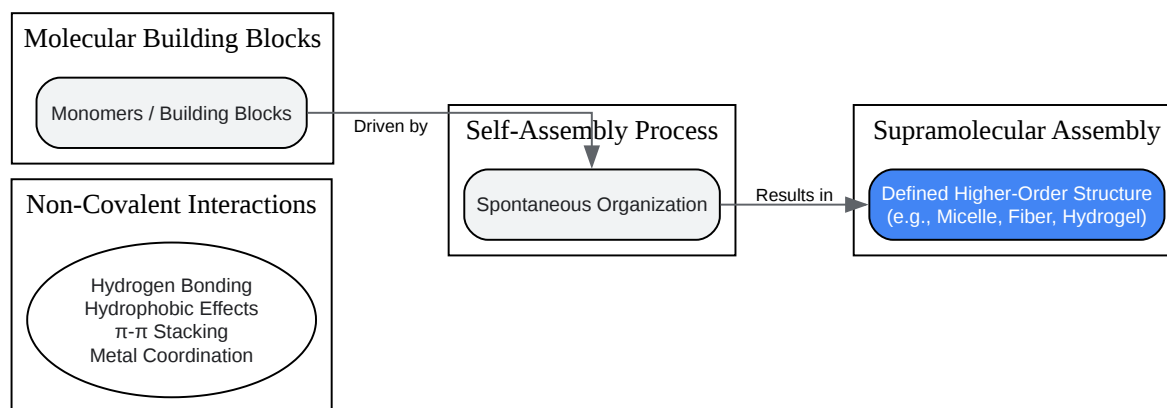 Molecular Building Blocks
Monomers / Building Blocks
Driven by
Self-Assembly Process
Spontaneous Organization
Results in
Supramolecular Assembly
Defined Higher-Order Structure
(e.g., Micelle, Fiber, Hydrogel)
Non-Covalent Interactions
Hydrogen Bonding
Hydrophobic Effects
π-π Stacking
Metal Coordination